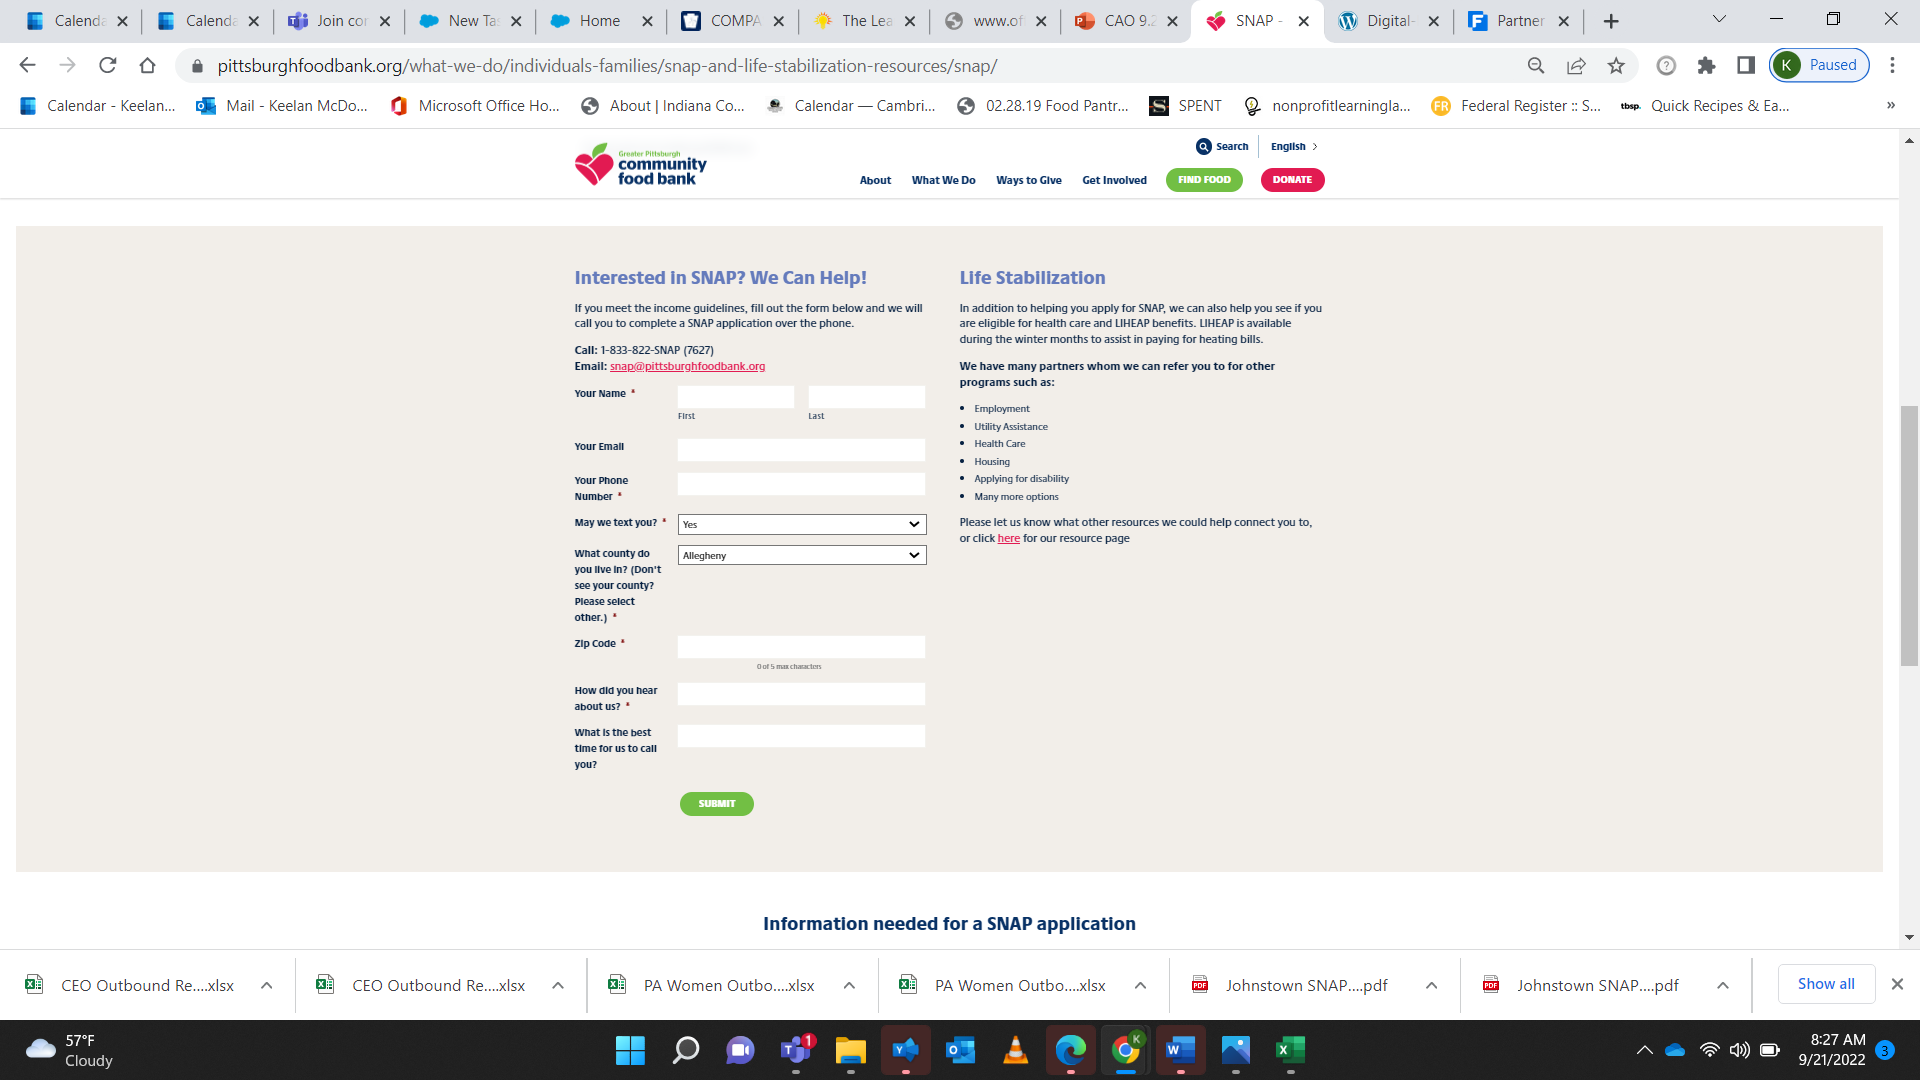 Calenda
Calenda
Join cor
New Tas
Home
COMPA
The Lea
www.of
CAO 9.2
SNAP -
Digital-
Partner
pittsburghfoodbank.org/what-we-do/individuals-families/snap-and-life-stabilization-resources/snap/
K Paused
Calendar - Keelan...
Mail - Keelan McDo...
Microsoft Office Ho...
About | Indiana Co...
Calendar — Cambri...
02.28.19 Food Pantr...
S SPENT
nonprofitlearningla...
FR Federal Register :: S...
tbsp. Quick Recipes & Ea...
»
Greater Pittsburgh
community
food bank
Search
English
About
What We Do
Ways to Give
Get Involved
FIND FOOD
DONATE
Interested in SNAP? We Can Help!
If you meet the income guidelines, fill out the form below and we will
call you to complete a SNAP application over the phone.
Call: 1-833-822-SNAP (7627)
Email: snap@pittsburghfoodbank.org
Your Name *
First
Last
Your Email
Your Phone
Number *
May we text you? *
Yes
What county do
you live in? (Don't
see your county?
Please select
other.) *
Allegheny
Zip Code *
0 of 5 max characters
How did you hear
about us? *
What is the best
time for us to call
you?
SUBMIT
Life Stabilization
In addition to helping you apply for SNAP, we can also help you see if you
are eligible for health care and LIHEAP benefits. LIHEAP is available
during the winter months to assist in paying for heating bills.
We have many partners whom we can refer you to for other
programs such as:
• Employment
• Utility Assistance
• Health Care
• Housing
• Applying for disability
• Many more options
Please let us know what other resources we could help connect you to,
or click here for our resource page
Information needed for a SNAP application
CEO Outbound Re....xlsx
CEO Outbound Re....xlsx
PA Women Outbo....xlsx
PA Women Outbo....xlsx
PDF Johnstown SNAP....pdf
PDF Johnstown SNAP....pdf
Show all
57°F
Cloudy
1
K
8:27 AM
9/21/2022
3